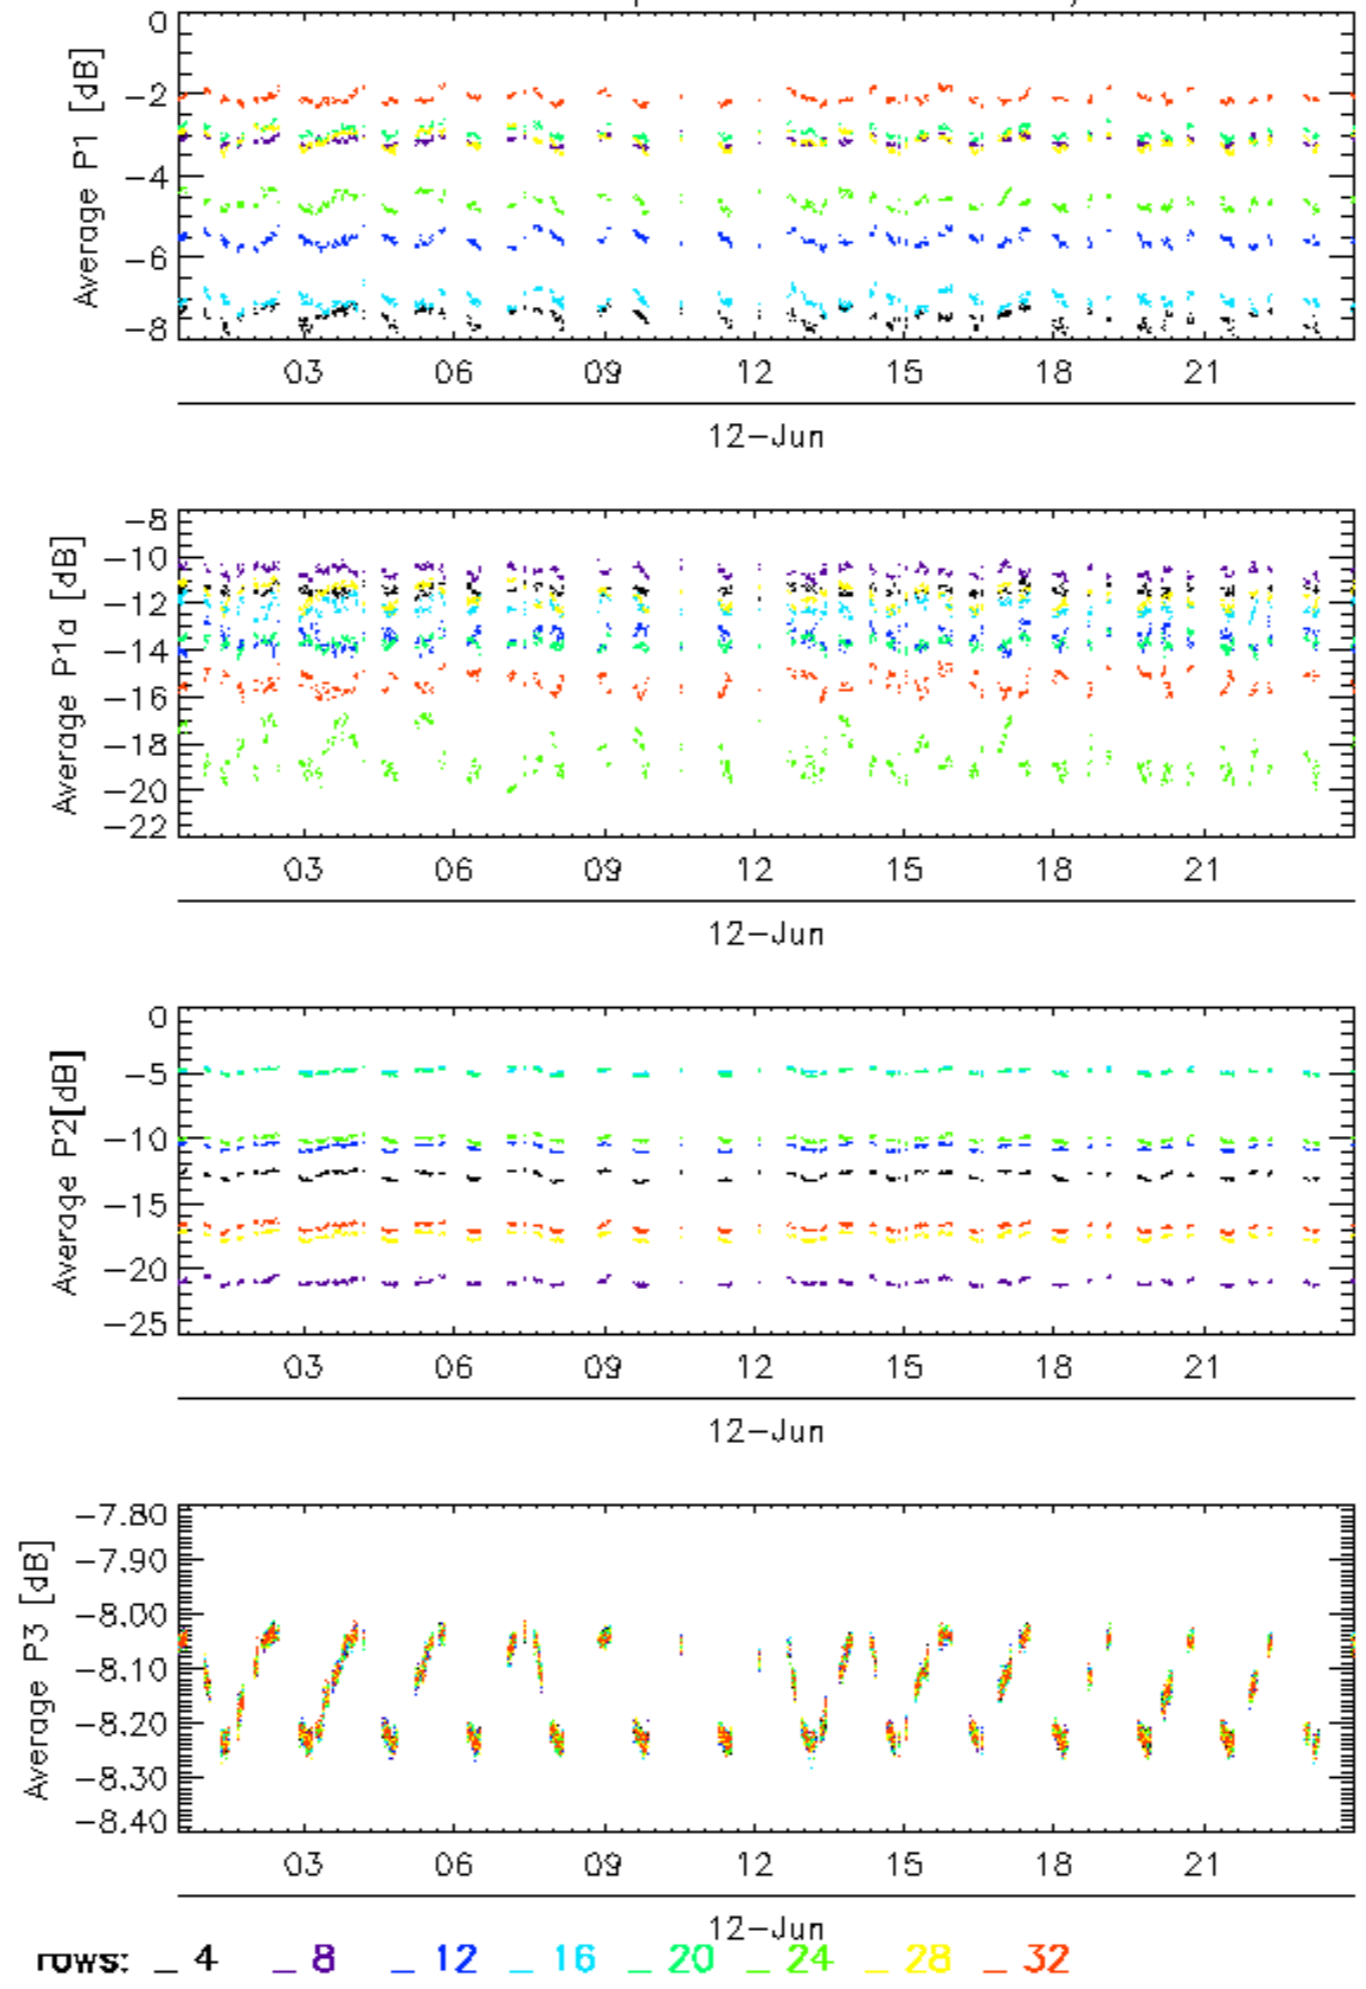 0
-2
-4
-6
-8
Average P1 [dB]
03 06 09 12 15 18 21
12-Jun
-8
-10
-12
-14
-16
-18
-20
-22
Average P1a [dB]
03 06 09 12 15 18 21
12-Jun
0
-5
-10
-15
-20
-25
Average P2[dB]
03 06 09 12 15 18 21
12-Jun
-7.80
-7.90
-8.00
-8.10
-8.20
-8.30
-8.40
Average P3 [dB]
03 06 09 12 15 18 21
12-Jun
rows: _ 4 _ 8 _ 12 _ 16 _ 20 _ 24 _ 28 _ 32